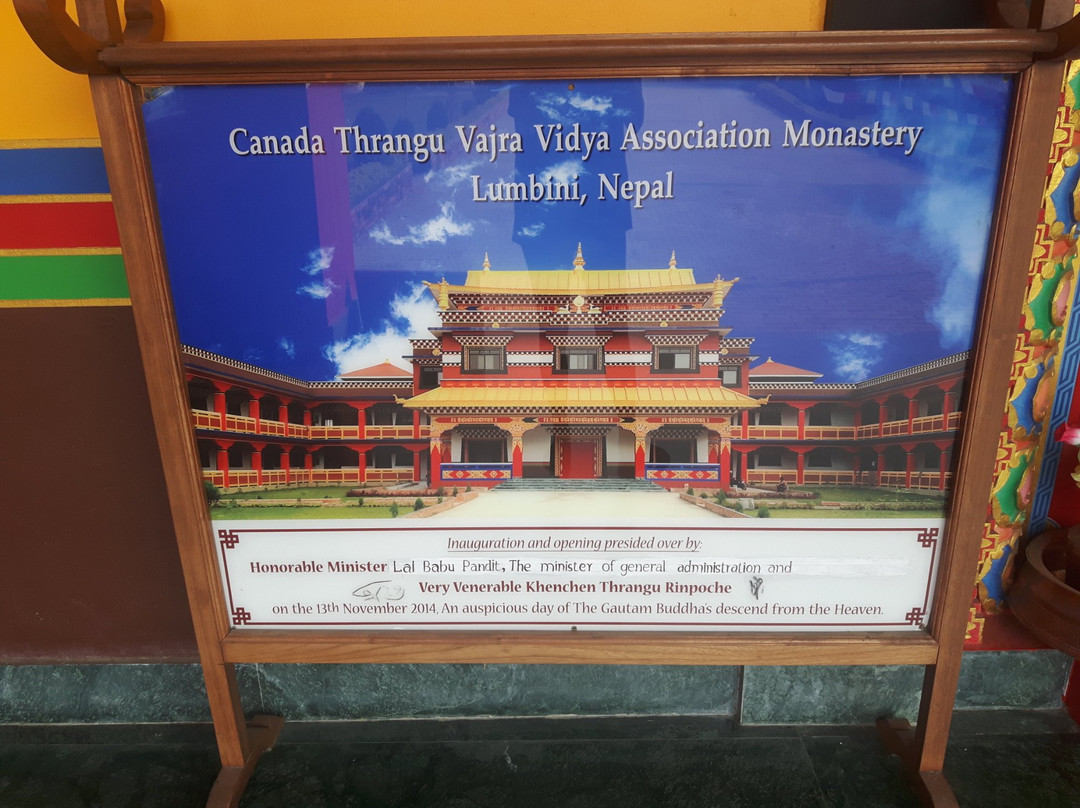 Canada Thrangu Vajra Vidya Association Monastery
Lumbini, Nepal
Inauguration and opening presided over by:
Honorable Minister Lal Babu Pandit, The minister of general administration and
Very Venerable Khenchen Thrangu Rinpoche
on the 13th November 2014, An auspicious day of The Gautam Buddha's descend from the Heaven.